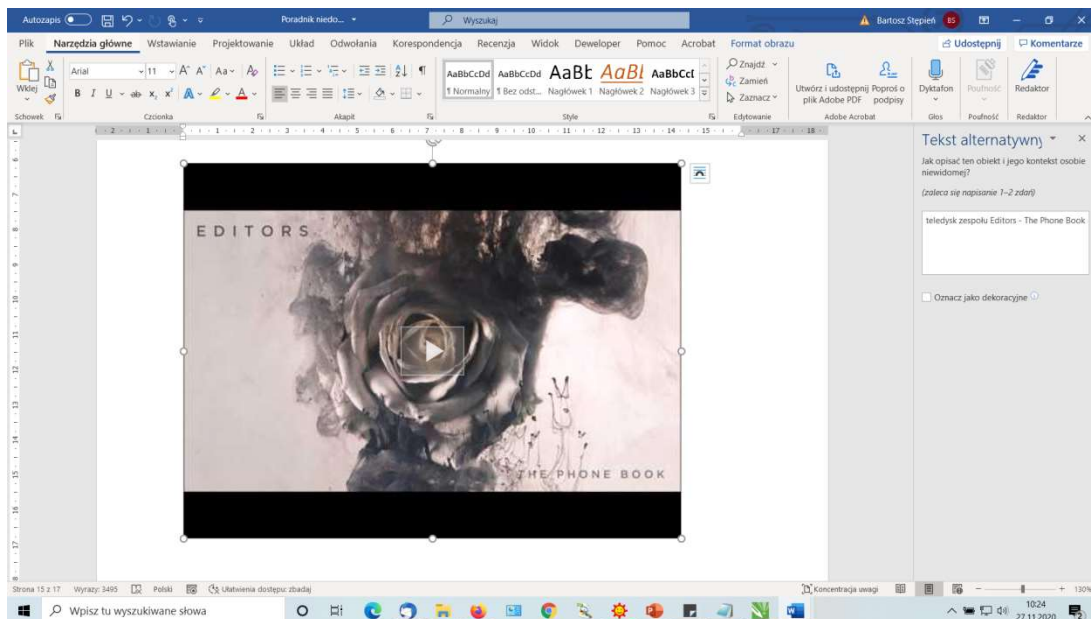 Autozapis
Poradnik niedo...
Wyszukaj
Bartosz Stępień
BS
Plik Narzędzia główne Wstawianie Projektowanie Układ Odwołania Korespondencja Recenzja Widok Deweloper Pomoc Acrobat Format obrazu
Udostępnij
Komentarze
Wklej
Arial
11
AaBbCcDd
AaBbCcDd
AaBb
AaBl
AaBbCcI
¶ Normalny
¶ Bez odst...
Nagłówek 1
Nagłówek 2
Nagłówek 3
Znajdź
Zamień
Zaznacz
Utwórz i udostępnij
plik Adobe PDF
Poproś o
podpisy
Dyktafon
Poufność
Redaktor
Schowek
Czcionka
Akapit
Style
Edytowanie
Adobe Acrobat
Głos
Poufność
Redaktor
EDITORS
THE PHONE BOOK
Tekst alternatywny
Jak opisać ten obiekt i jego kontekst osobie
niewidomej?
(zaleca się napisanie 1–2 zdań)
teledysk zespołu Editors - The Phone Book
Oznacz jako dekoracyjne
Strona 15 z 17
Wyrazy: 3495
Polski
Ułatwienia dostępu: zbadaj
Koncentracja uwagi
130%
Wpisz tu wyszukiwane słowa
10:24
27.11.2020